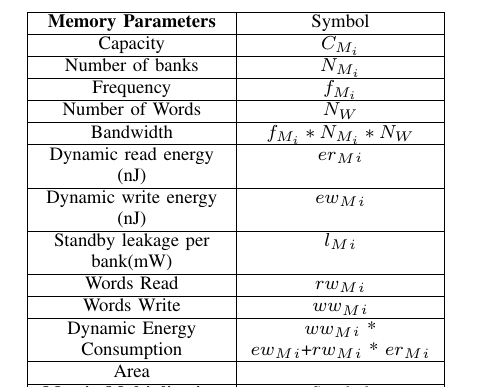 Memory Parameters Symbol
Capacity C_{M_i}
Number of banks N_{M_i}
Frequency f_{M_i}
Number of Words N_W
Bandwidth f_{M_i} * N_{M_i} * N_W
Dynamic read energy er_{Mi}
(nJ)
Dynamic write energy ew_{Mi}
(nJ)
Standby leakage per l_{Mi}
bank(mW)
Words Read rw_{Mi}
Words Write ww_{Mi}
Dynamic Energy ww_{Mi} *
Consumption ew_{Mi}+rw_{Mi} * er_{Mi}
Area